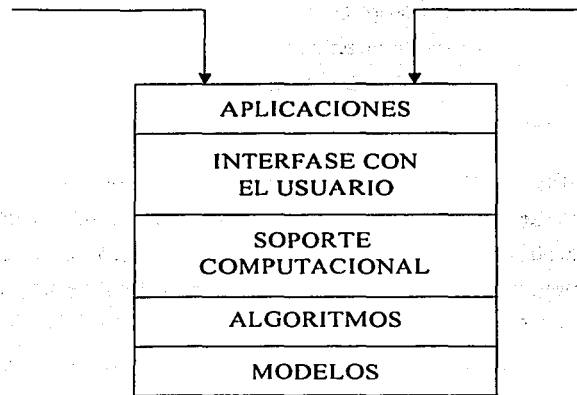 APLICACIONES
INTERFASE CON
EL USUARIO
SOPORTE
COMPUTACIONAL
ALGORITMOS
MODELOS